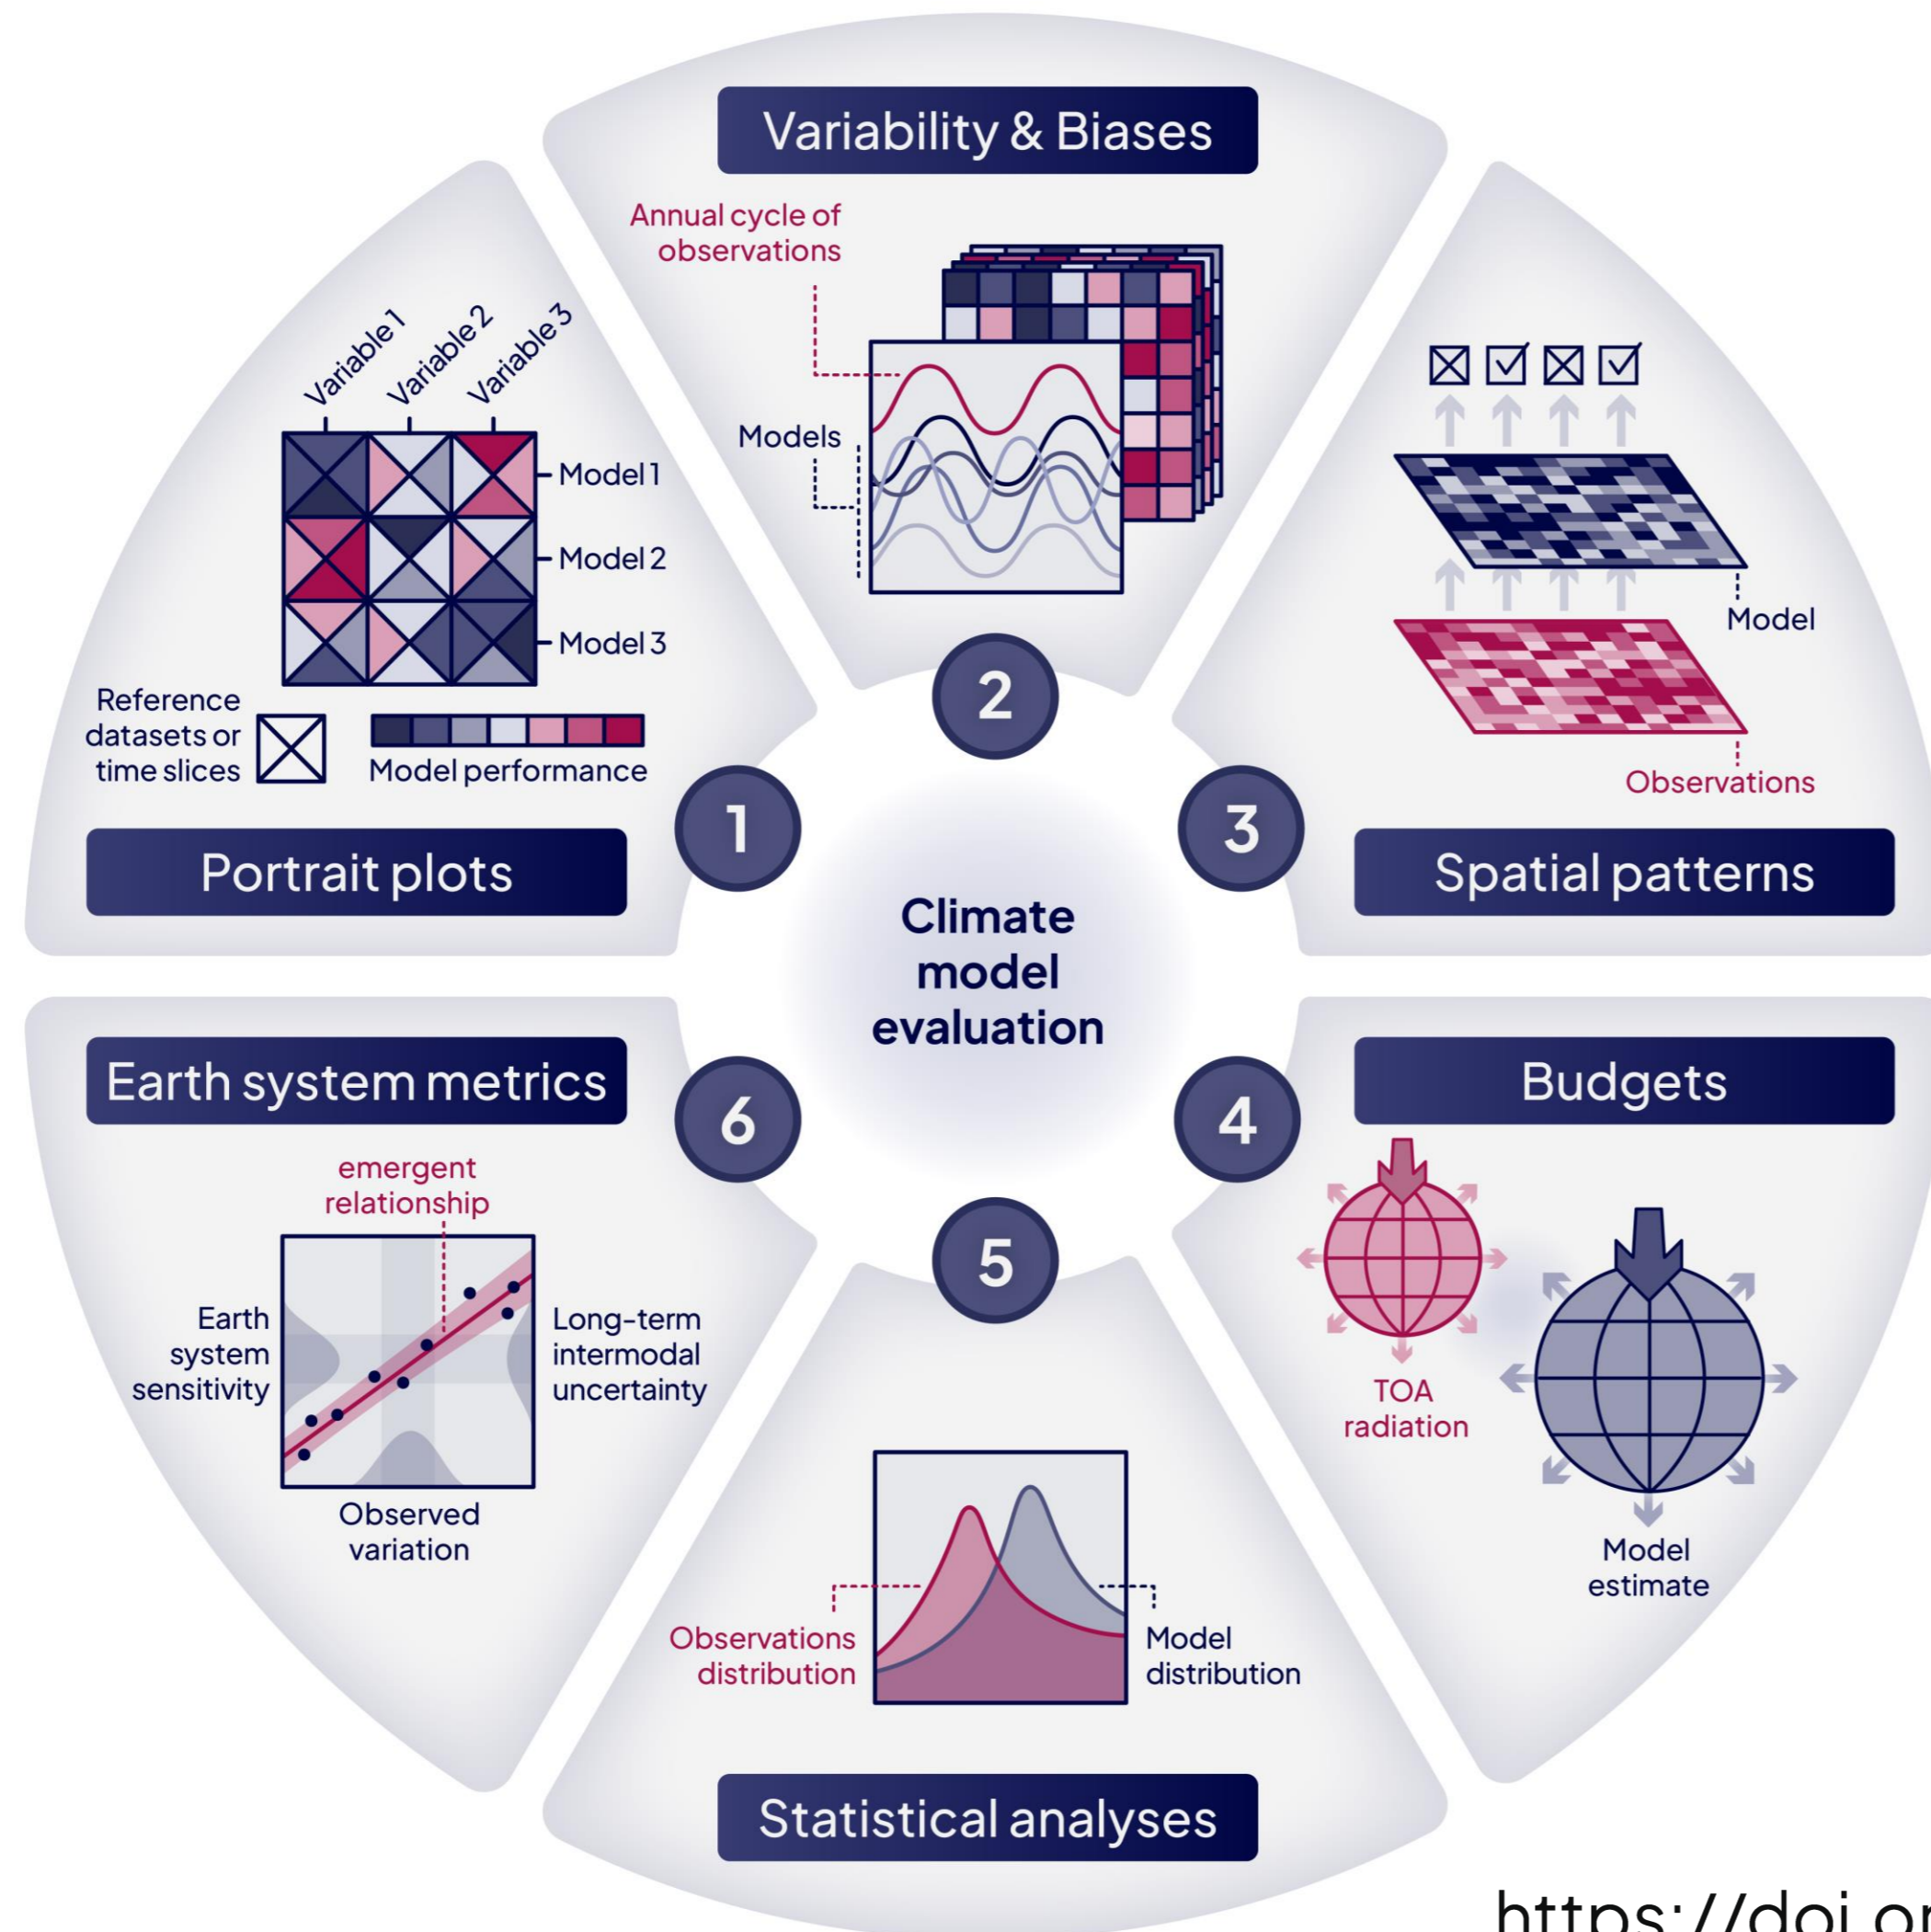 Variability & Biases
Annual cycle of
observations
Models
2
Variable 1
Variable 2
Variable 3
Model 1
Model 2
Model 3
Reference
datasets or
time slices
Model performance
Portrait plots
1
Model
Observations
Spatial patterns
3
Climate
model
evaluation
Earth system metrics
6
emergent
relationship
Earth
system
sensitivity
Long-term
intermodal
uncertainty
Observed
variation
Budgets
4
TOA
radiation
Model
estimate
5
Observations
distribution
Model
distribution
Statistical analyses
https://doi.or